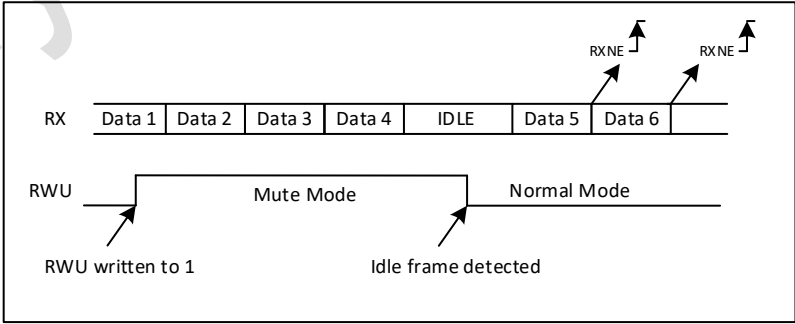 RXNE RXNE
RX Data 1 Data 2 Data 3 Data 4 IDLE Data 5 Data 6
RWU Mute Mode Normal Mode
RWU written to 1 Idle frame detected